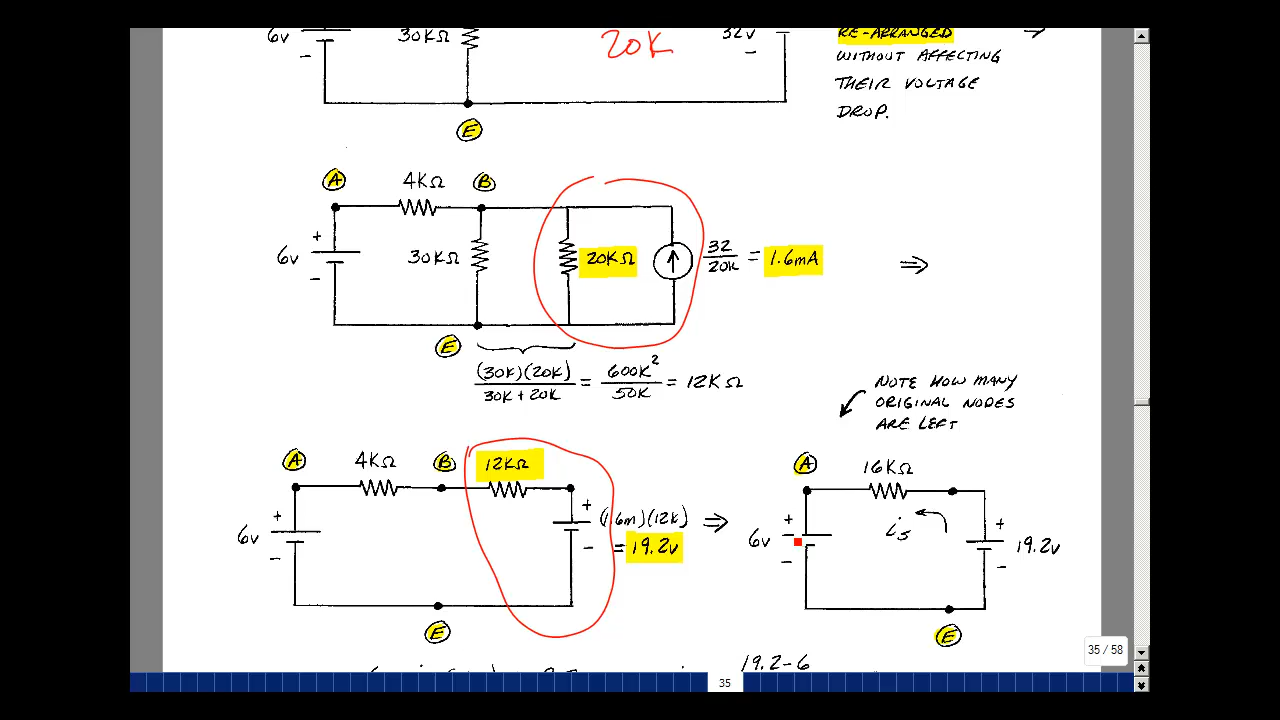 6v
30KΩ
20K
32v
-
-
RE-ARRANGED ⇒
WITHOUT AFFECTING
THEIR VOLTAGE
DROP.
E
A
4KΩ
B
+
6v
-
30KΩ
20KΩ
32/20K = 1.6mA
⇒
E
(30K)(20K)/30K+20K = 600K²/50K = 12KΩ
NOTE HOW MANY
ORIGINAL NODES
ARE LEFT
A
4KΩ
B
12KΩ
+
6v
-
+
-
(1.6m)(12K)
= 19.2v
⇒
E
A
16KΩ
+
6v
-
is
+
19.2v
-
E
19.2-6
35 / 58
35